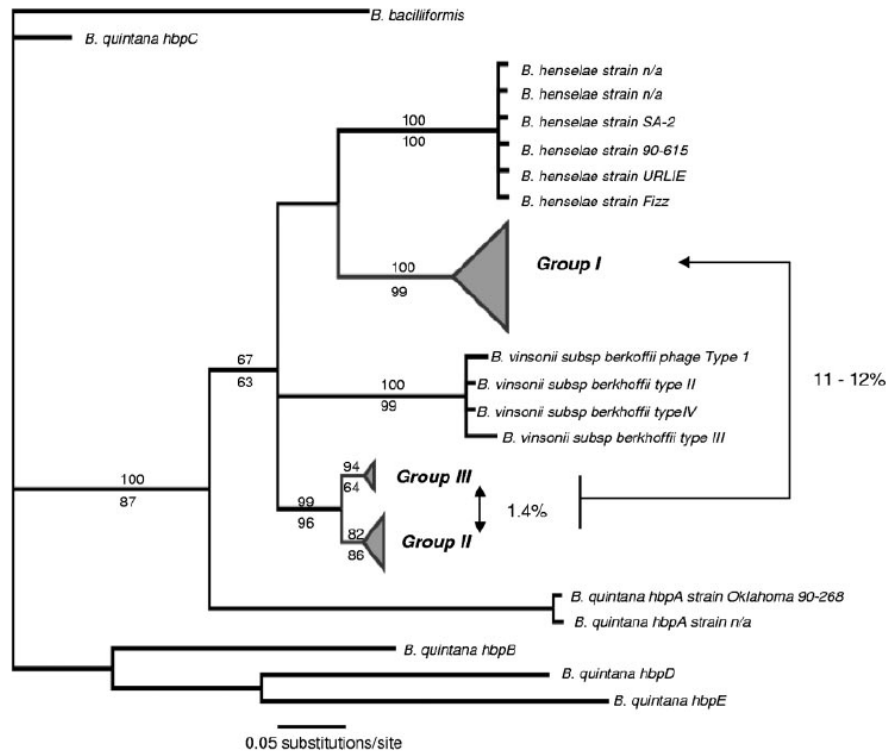 B. bacilliformis
B. quintana hbpC
B. henselae strain n/a
B. henselae strain n/a
100
B. henselae strain SA-2
100
B. henselae strain 90-615
B. henselae strain URLIE
B. henselae strain Fizz
100
Group I
99
67
B. vinsonii subsp berkoffii phage Type 1
63
100
B. vinsonii subsp berkhoffii type II
11 - 12%
99
B. vinsonii subsp berkhoffii typeIV
B. vinsonii subsp berkhoffii type III
94
Group III
100
64
87
99
1.4%
96
82
Group II
86
B. quintana hbpA strain Oklahoma 90-268
B. quintana hbpA strain n/a
B. quintana hbpB
B. quintana hbpD
B. quintana hbpE
0.05 substitutions/site